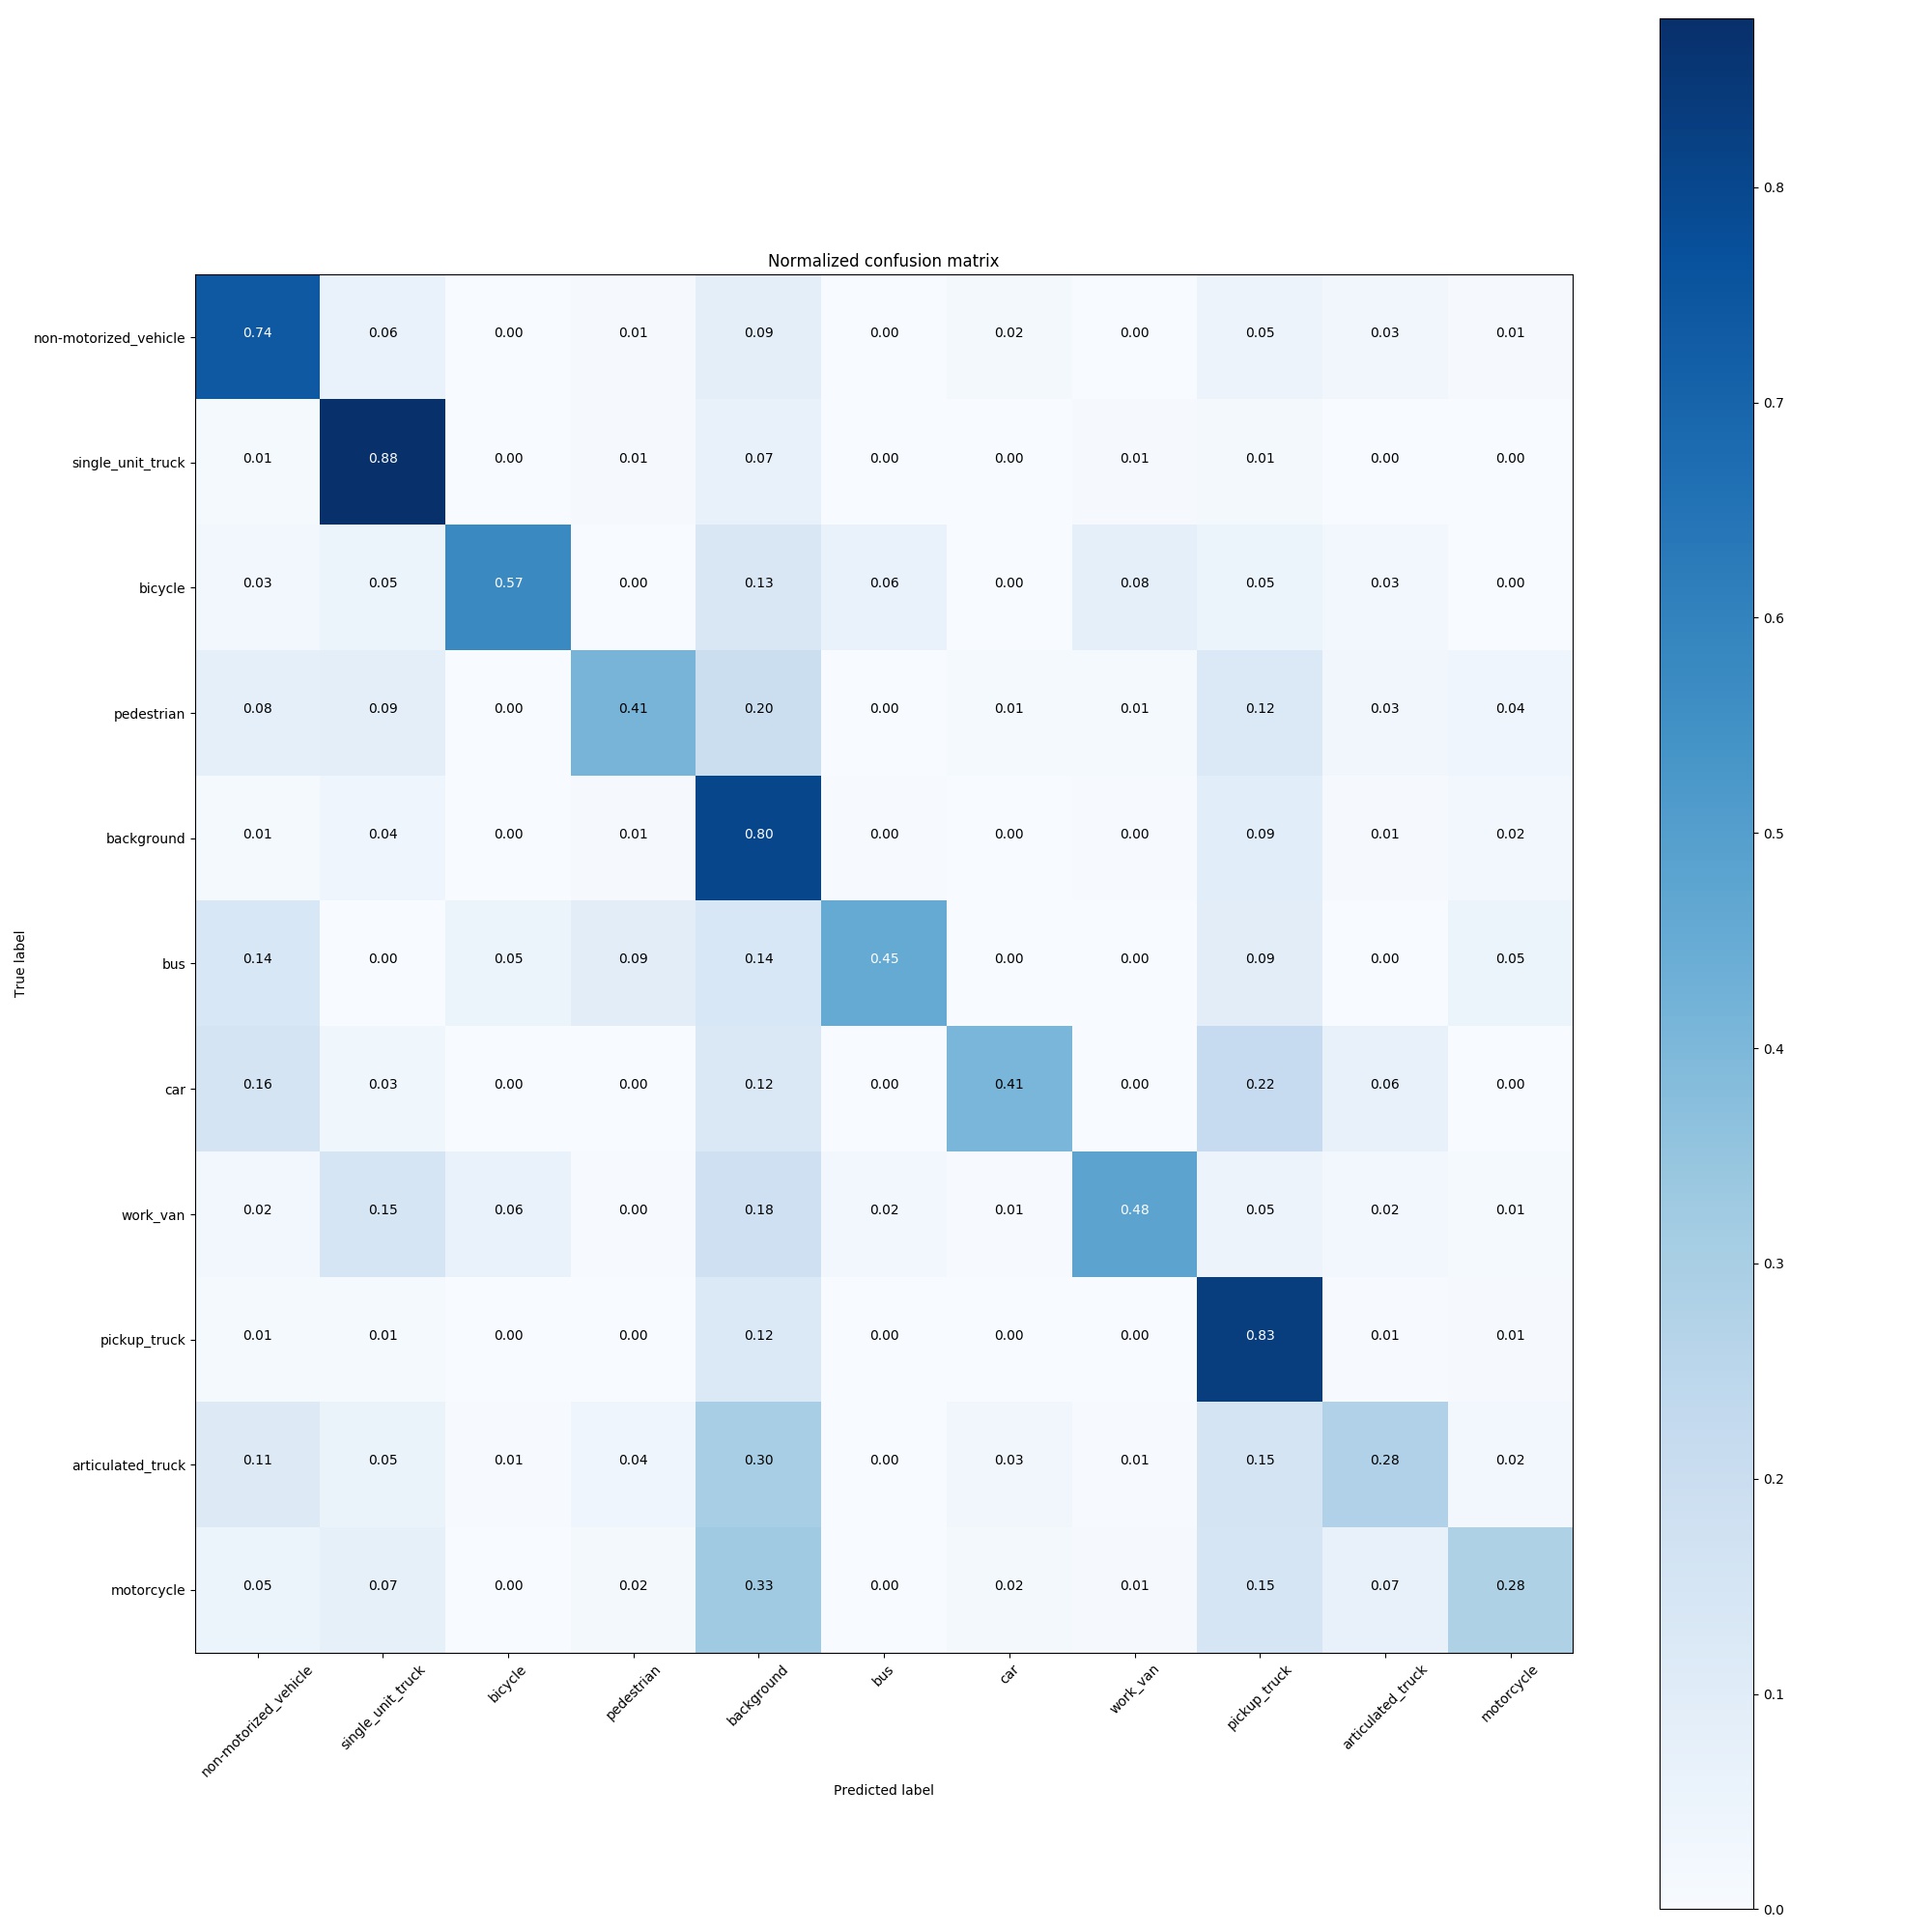 Normalized confusion matrix
non-motorized_vehicle 0.74 0.06 0.00 0.01 0.09 0.00 0.02 0.00 0.05 0.03 0.01
single_unit_truck 0.01 0.88 0.00 0.01 0.07 0.00 0.00 0.01 0.01 0.00 0.00
bicycle 0.03 0.05 0.57 0.00 0.13 0.06 0.00 0.08 0.05 0.03 0.00
pedestrian 0.08 0.09 0.00 0.41 0.20 0.00 0.01 0.01 0.12 0.03 0.04
background 0.01 0.04 0.00 0.01 0.80 0.00 0.00 0.00 0.09 0.01 0.02
bus 0.14 0.00 0.05 0.09 0.14 0.45 0.00 0.00 0.09 0.00 0.05
car 0.16 0.03 0.00 0.00 0.12 0.00 0.41 0.00 0.22 0.06 0.00
work_van 0.02 0.15 0.06 0.00 0.18 0.02 0.01 0.48 0.05 0.02 0.01
pickup_truck 0.01 0.01 0.00 0.00 0.12 0.00 0.00 0.00 0.83 0.01 0.01
articulated_truck 0.11 0.05 0.01 0.04 0.30 0.00 0.03 0.01 0.15 0.28 0.02
motorcycle 0.05 0.07 0.00 0.02 0.33 0.00 0.02 0.01 0.15 0.07 0.28
non-motorized_vehicle single_unit_truck bicycle pedestrian background bus car work_van pickup_truck articulated_truck motorcycle
Predicted label
True label
0.8
0.7
0.6
0.5
0.4
0.3
0.2
0.1
0.0